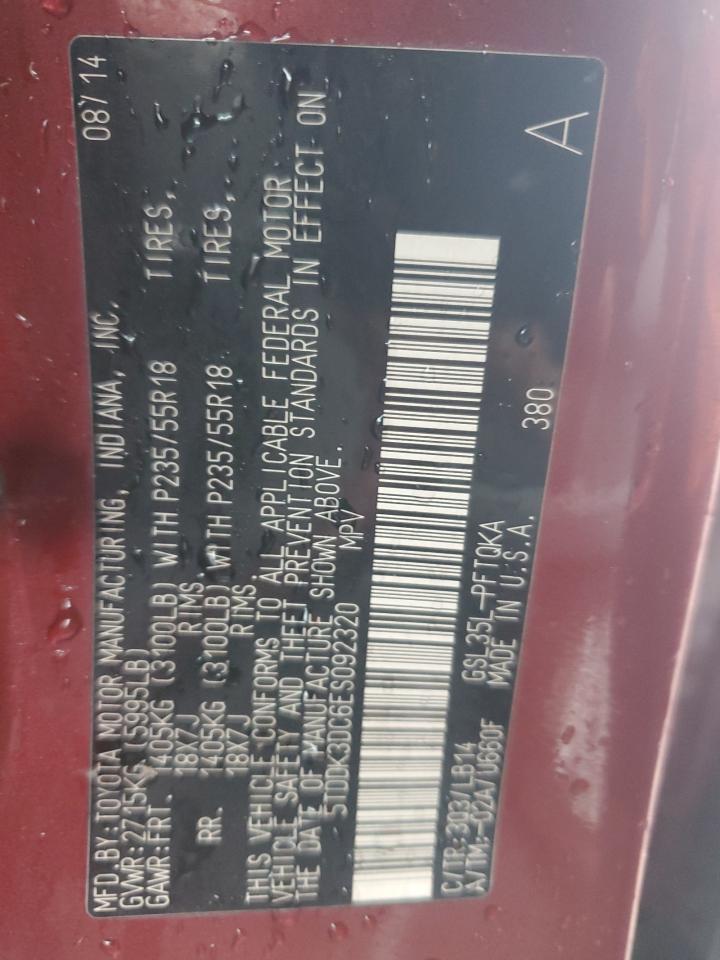 MFD.BY:TOYOTA MOTOR MANUFACTURING, INDIANA, INC. 08/14
GVWR:2715KG (5995LB)
GAWR:FRT. 1405KG (3100LB) WITH P235/55R18 TIRES,
18X7J RIMS
RR. 1405KG (3100LB) WITH P235/55R18 TIRES,
18X7J RIMS
THIS VEHICLE CONFORMS TO ALL APPLICABLE FEDERAL MOTOR
VEHICLE SAFETY AND THEFT PREVENTION STANDARDS IN EFFECT ON
THE DATE OF MANUFACTURE SHOWN ABOVE.
5TDDK3DC6ES092320 MPV
C/TR:3Q3/LB14 GSL35L-PFTQKA
A/TM:-02A/U660F MADE IN U.S.A. 380 A